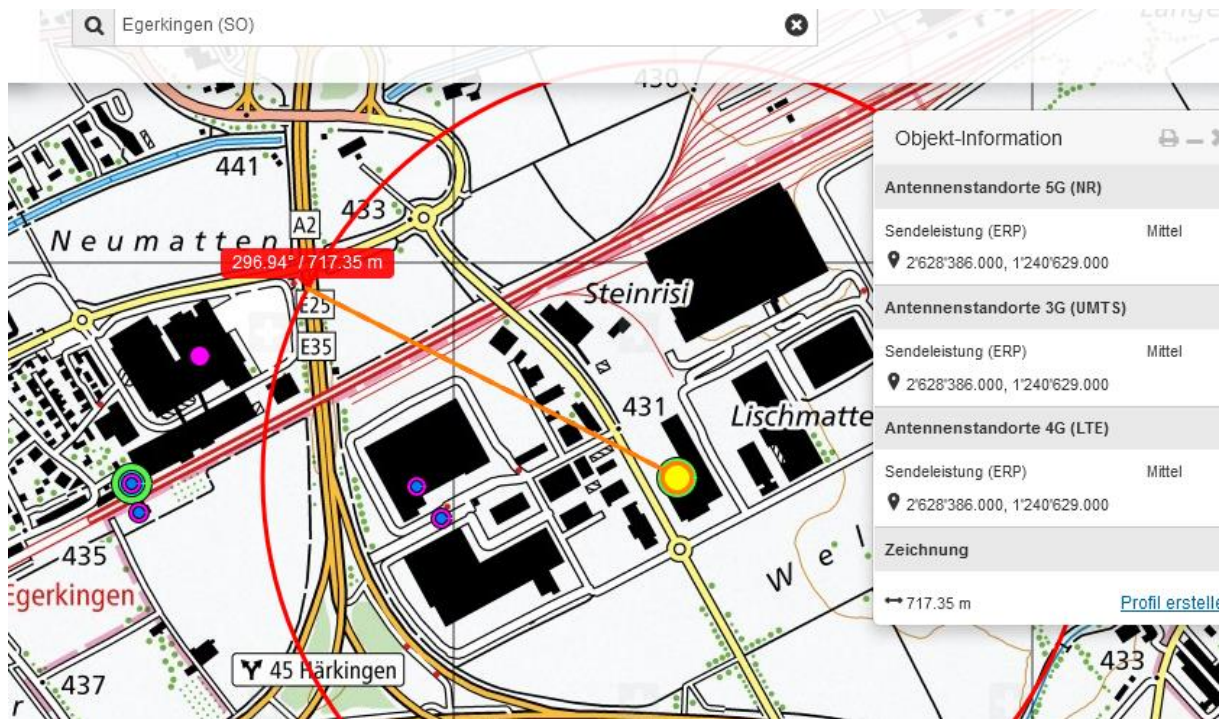 Egerkingen (SO)
430
441
433
A2
Neumatten
296.94° / 717.35 m
E25
E35
Steinrisi
431
Lischmatte
435
Egerkingen
Wel
45 Härkingen
437
433
r
Objekt-Information
Antennenstandorte 5G (NR)
Sendeleistung (ERP) Mittel
2'628'386.000, 1'240'629.000
Antennenstandorte 3G (UMTS)
Sendeleistung (ERP) Mittel
2'628'386.000, 1'240'629.000
Antennenstandorte 4G (LTE)
Sendeleistung (ERP) Mittel
2'628'386.000, 1'240'629.000
Zeichnung
717.35 m Profil erstelle